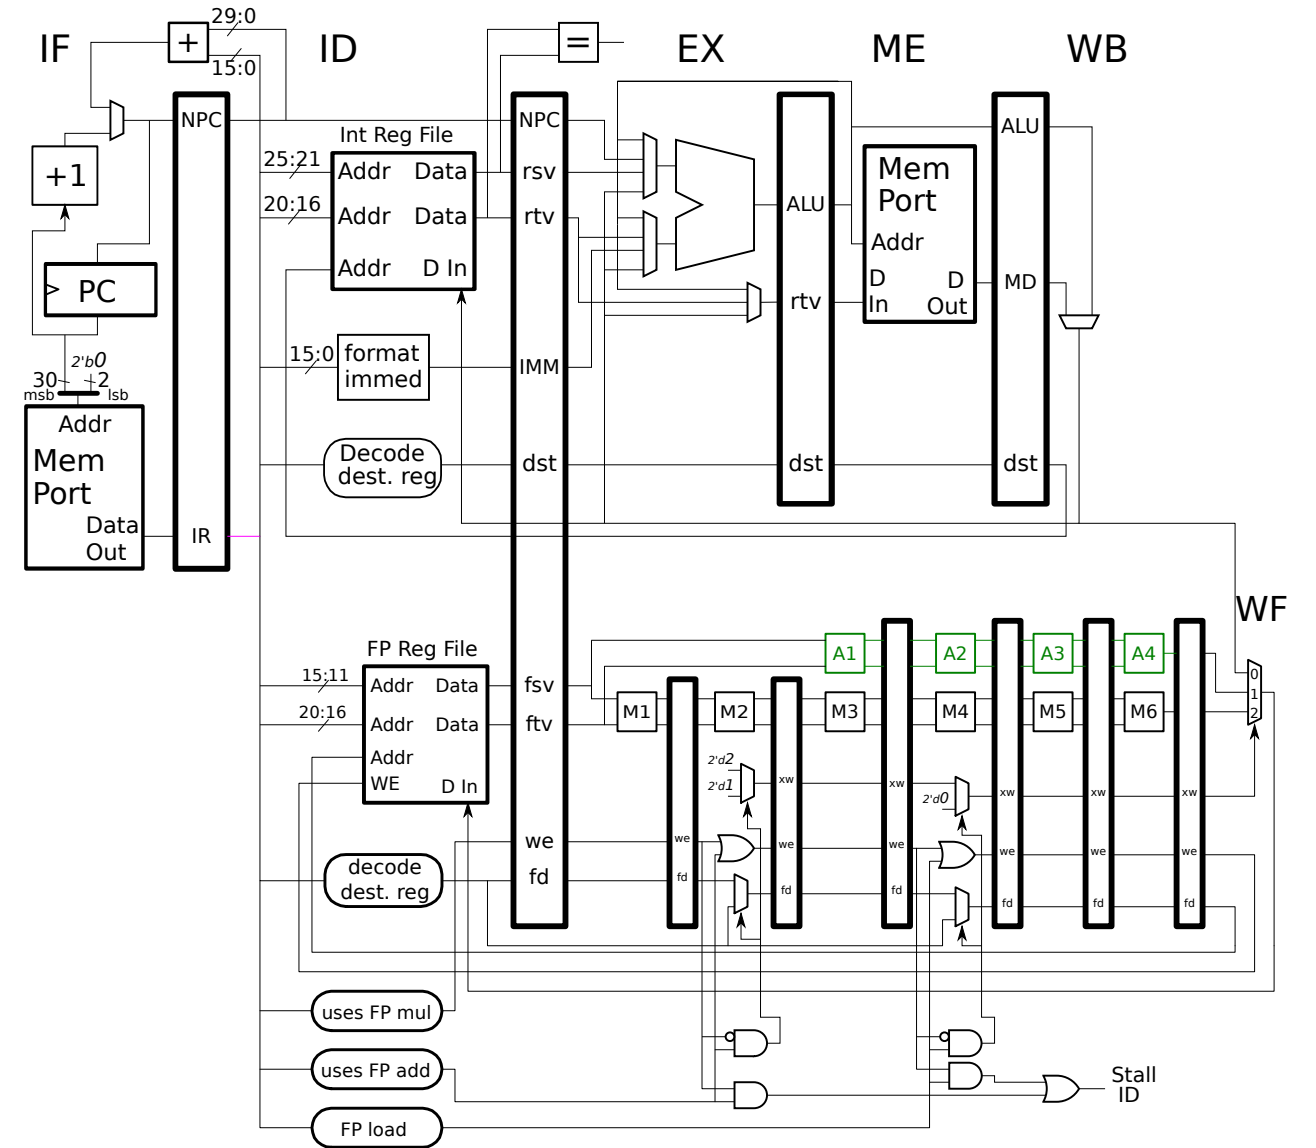 29:0
IF
+
ID
=
EX
ME
WB
15:0
NPC
NPC
ALU
Int Reg File
+1
25:21
Addr
Data
rsv
Mem
Port
20:16
Addr
Data
rtv
ALU
Addr
Addr
D In
PC
D
In
D
Out
MD
rtv
15:0
format
immed
IMM
2'b0
30
2
msb
lsb
Addr
Mem
Port
Data
Out
Decode
dest. reg
dst
dst
dst
IR
WF
FP Reg File
A1
A2
A3
A4
15:11
Addr
Data
fsv
0
1
2
M1
M2
M3
M4
M5
M6
20:16
Addr
Data
ftv
Addr
WE
D In
2'd2
2'd1
xw
xw
2'd0
xw
xw
xw
we
we
we
we
we
we
we
decode
dest. reg
fd
fd
fd
fd
fd
fd
fd
uses FP mul
uses FP add
FP load
Stall
ID